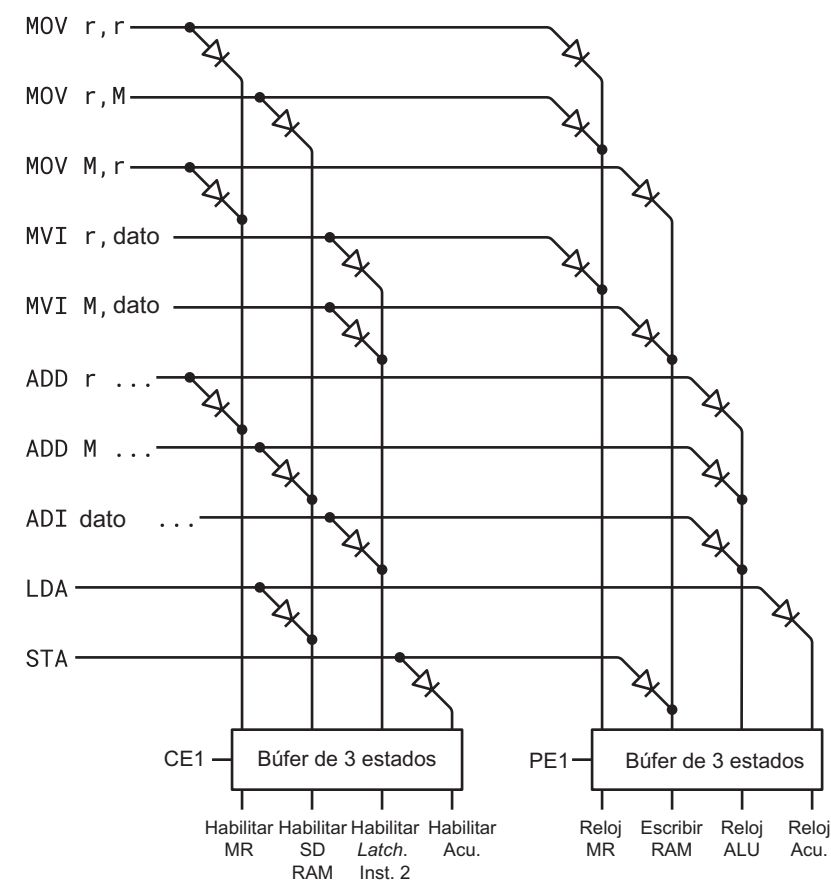 MOV r,r
MOV r,M
MOV M,r
MVI r,dato
MVI M,dato
ADD r ...
ADD M ...
ADI dato ...
LDA
STA
CE1 Búfer de 3 estados PE1 Búfer de 3 estados
Habilitar Habilitar Habilitar Habilitar Reloj Escribir Reloj Reloj
MR SD Latch. Acu. MR RAM ALU Acu.
RAM Inst. 2